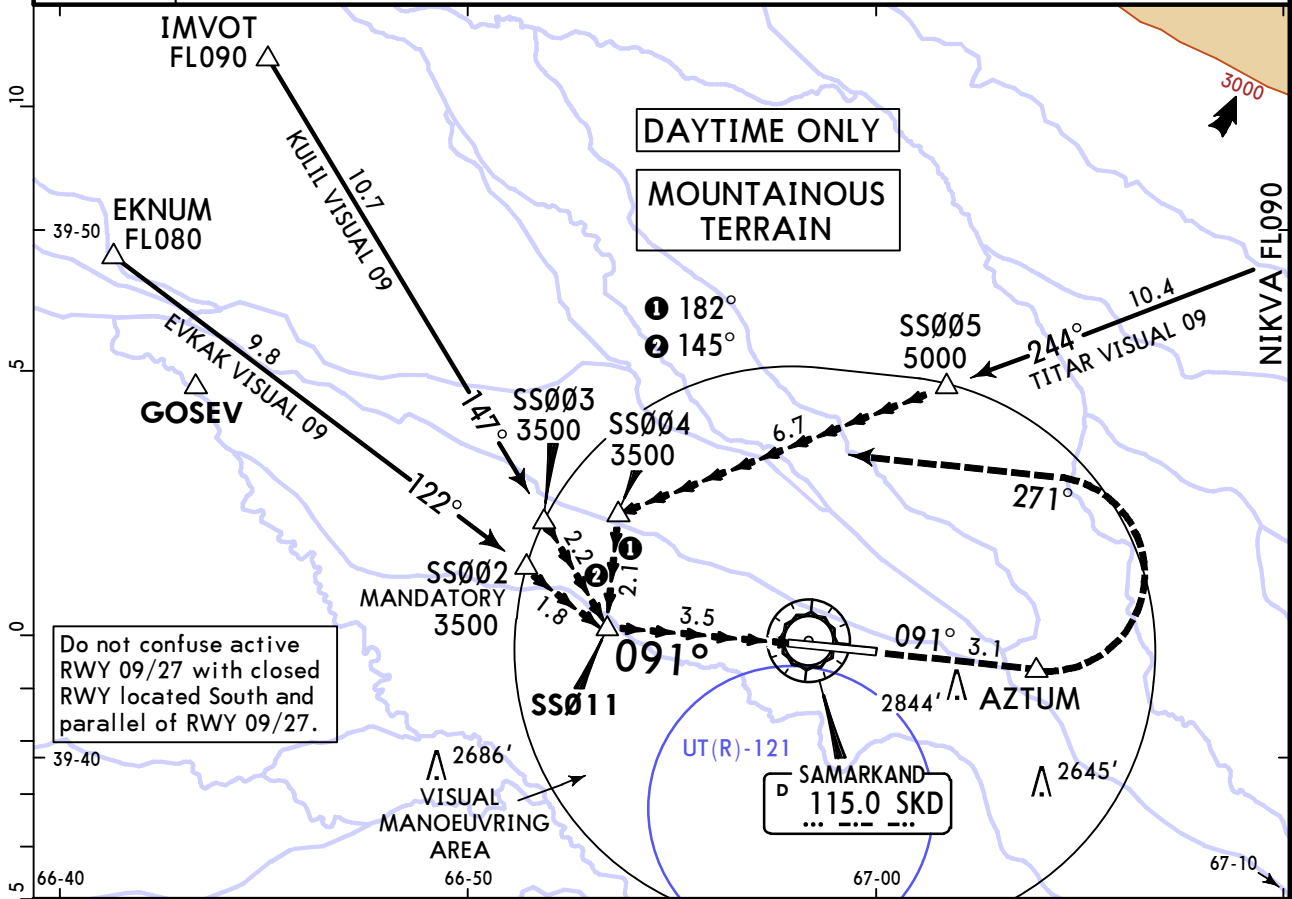 IMVOT
FL090
10
KULIL VISUAL 09
10.7
DAYTIME ONLY
MOUNTAINOUS
TERRAIN
3000
EKNUM
FL080
39-50
NIKVA FL090
❶ 182°
❷ 145°
10.4
244°
TITAR VISUAL 09
SSØØ5
5000
9.8
EVKAK VISUAL 09
5
GOSEV
147°
SSØØ3
3500
SSØØ4
3500
6.7
122°
271°
2.2
❶
❷
2.1
SSØØ2
MANDATORY
3500
1.8
3.5
091°
091°
3.1
0
Do not confuse active
RWY 09/27 with closed
RWY located South and
parallel of RWY 09/27.
SSØ11
2844'
AZTUM
UT(R)-121
39-40
2686'
2645'
VISUAL
MANOEUVRING
AREA
SAMARKAND
D 115.0 SKD
5
66-40
66-50
67-00
67-10